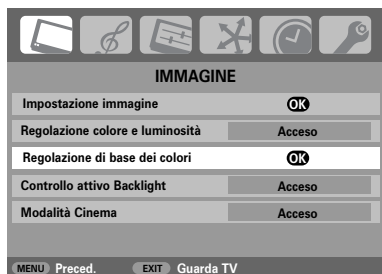 IMMAGINE
Impostazione immagine OK
Regolazione colore e luminosità Acceso
Regolazione di base dei colori OK
Controllo attivo Backlight Acceso
Modalità Cinema Acceso
MENU Preced. EXIT Guarda TV